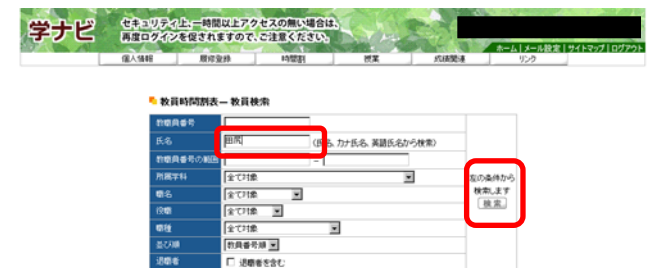 学ナビ
セキュリティ上、一時間以上アクセスの無い場合は、
再度ログインを促されますので、ご注意ください。
ホーム | メール設定 | サイトマップ | ログアウト
個人情報 履修登録 時間割 授業 成績関連 リンク
教員時間割表 — 教員検索
教職員番号
氏名 田尻 (氏名、カナ氏名、英語氏名から検索)
教職員番号の範囲 –
所属学科 全て対象
職名 全て対象
役職 全て対象
職種 全て対象
並び順 教員番号順
退職者 退職者を含む
左の条件から
検索します
検索